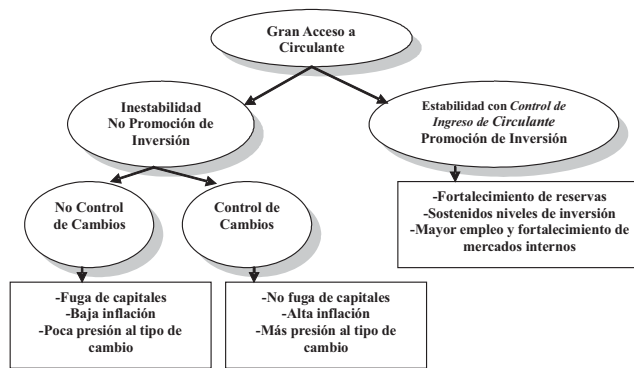 Gran Acceso a
Circulante
Inestabilidad
No Promoción de
Inversión
Estabilidad con Control de
Ingreso de Circulante
Promoción de Inversión
No Control
de Cambios
Control de
Cambios
-Fortalecimiento de reservas
-Sostenidos niveles de inversión
-Mayor empleo y fortalecimiento de
mercados internos
-Fuga de capitales
-Baja inflación
-Poca presión al tipo de
cambio
-No fuga de capitales
-Alta inflación
-Más presión al tipo de
cambio